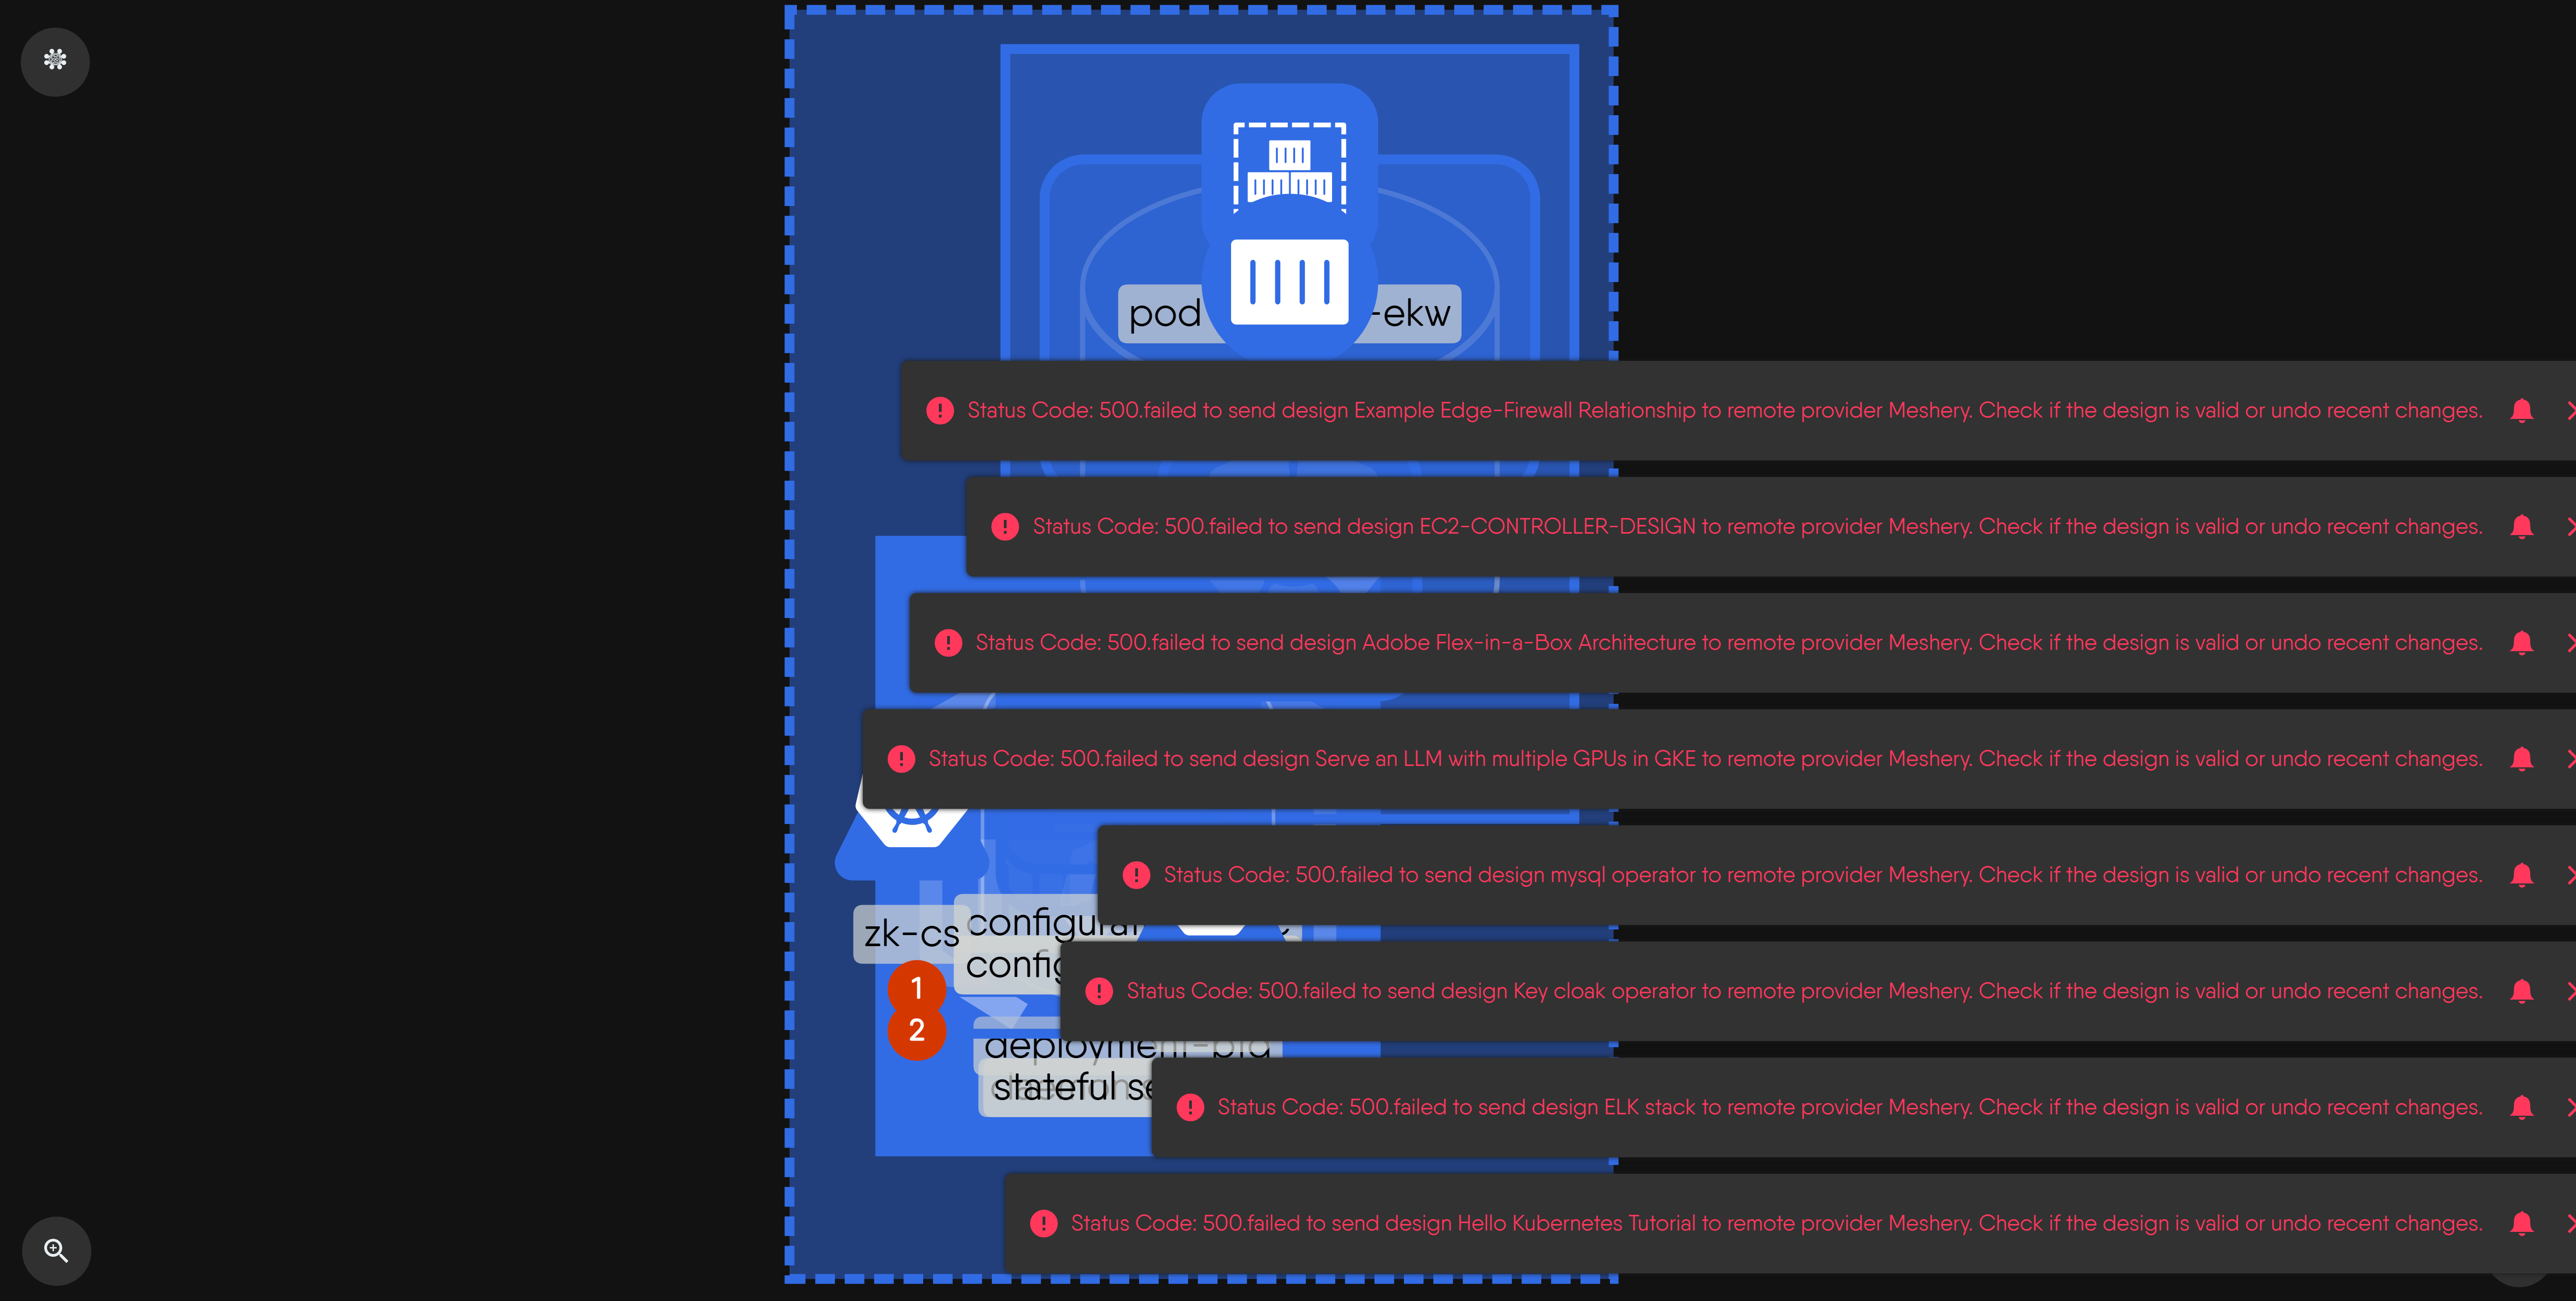 pod -ekw
Status Code: 500.failed to send design Example Edge-Firewall Relationship to remote provider Meshery. Check if the design is valid or undo recent changes.
Status Code: 500.failed to send design EC2-CONTROLLER-DESIGN to remote provider Meshery. Check if the design is valid or undo recent changes.
Status Code: 500.failed to send design Adobe Flex-in-a-Box Architecture to remote provider Meshery. Check if the design is valid or undo recent changes.
Status Code: 500.failed to send design Serve an LLM with multiple GPUs in GKE to remote provider Meshery. Check if the design is valid or undo recent changes.
Status Code: 500.failed to send design mysql operator to remote provider Meshery. Check if the design is valid or undo recent changes.
zk-cs
Status Code: 500.failed to send design Key cloak operator to remote provider Meshery. Check if the design is valid or undo recent changes.
1
2
stateful
Status Code: 500.failed to send design ELK stack to remote provider Meshery. Check if the design is valid or undo recent changes.
Status Code: 500.failed to send design Hello Kubernetes Tutorial to remote provider Meshery. Check if the design is valid or undo recent changes.